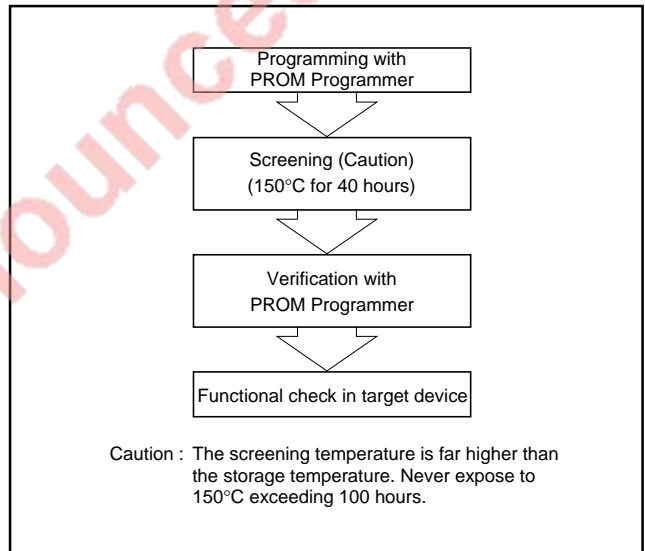 Programming with
PROM Programmer
Screening (Caution)
(150°C for 40 hours)
Verification with
PROM Programmer
Functional check in target device
Caution : The screening temperature is far higher than
the storage temperature. Never expose to
150°C exceeding 100 hours.